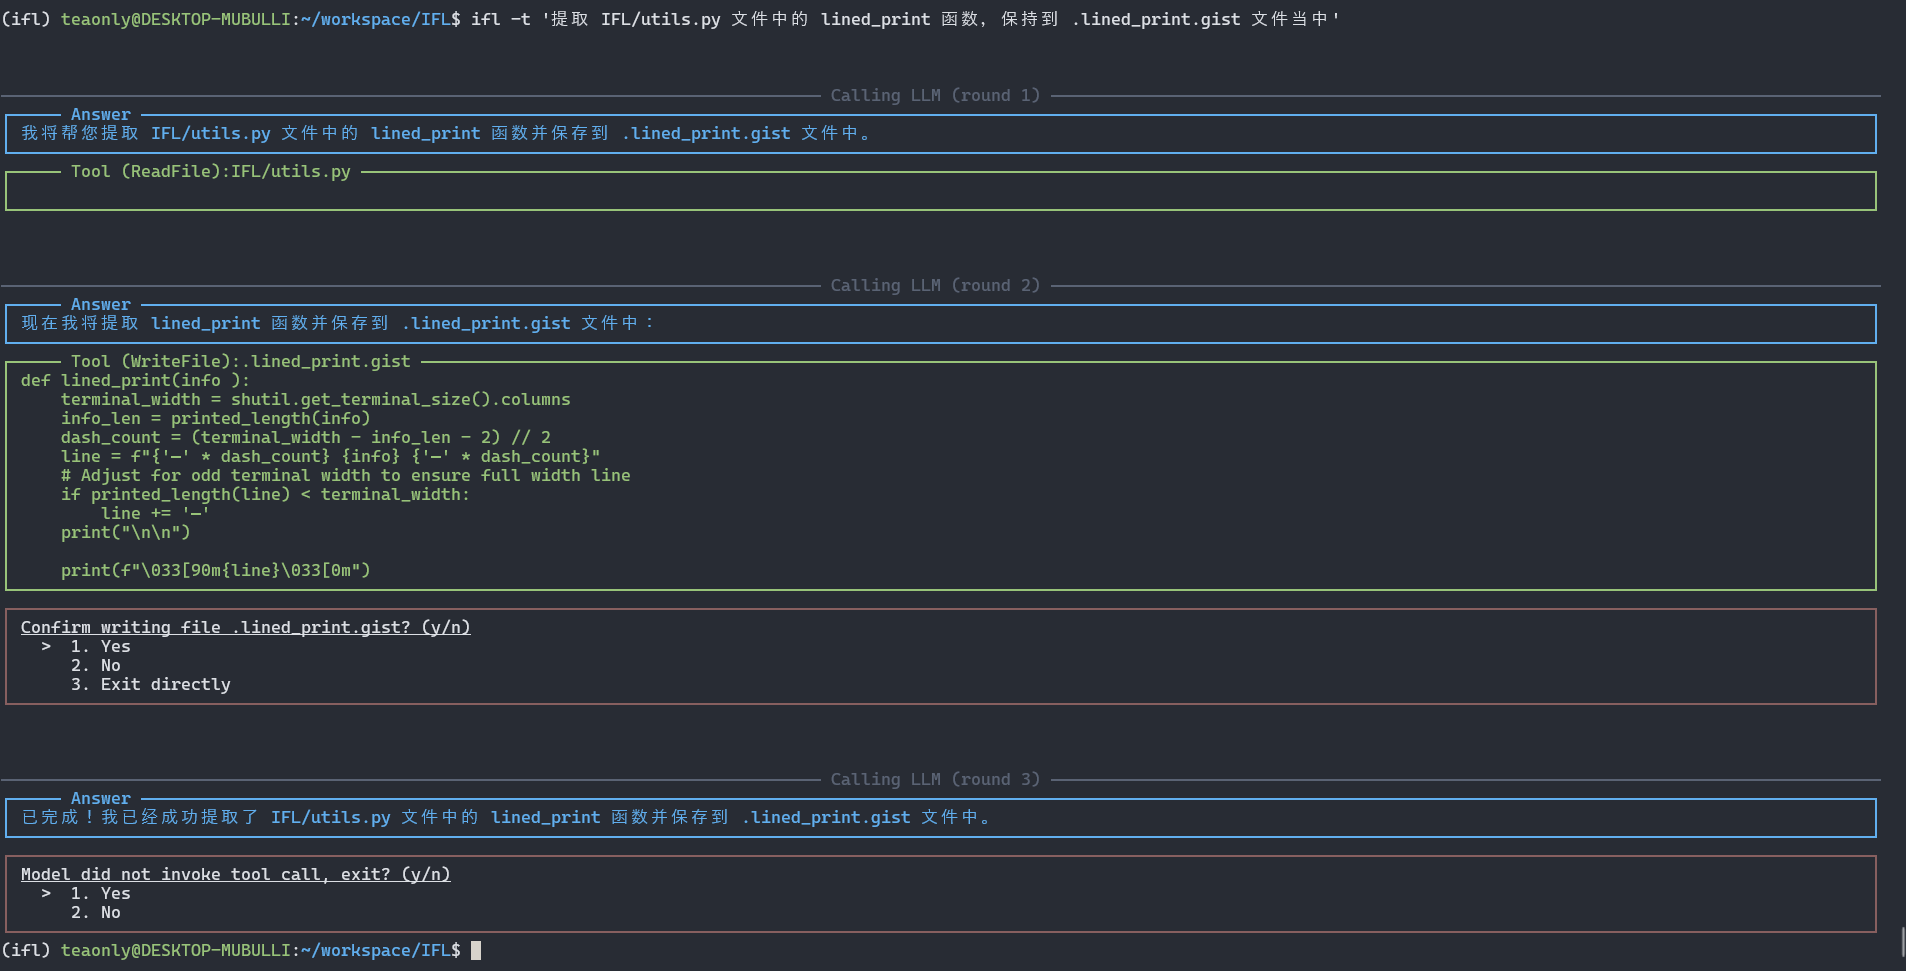 (ifl) teaonly@DESKTOP-MUBULLI:~/workspace/IFL$ ifl -t '提取 IFL/utils.py 文件中的 lined_print 函数, 保持到 .lined_print.gist 文件当中'
Calling LLM (round 1)
Answer
我将帮您提取 IFL/utils.py 文件中的 lined_print 函数并保存到 .lined_print.gist 文件中。
Tool (ReadFile):IFL/utils.py
Calling LLM (round 2)
Answer
现在我将提取 lined_print 函数并保存到 .lined_print.gist 文件中：
Tool (WriteFile):.lined_print.gist
def lined_print(info ):
    terminal_width = shutil.get_terminal_size().columns
    info_len = printed_length(info)
    dash_count = (terminal_width - info_len - 2) // 2
    line = f"{'─' * dash_count} {info} {'─' * dash_count}"
    # Adjust for odd terminal width to ensure full width line
    if printed_length(line) < terminal_width:
        line += '─'
    print("\n\n")
    print(f"\033[90m{line}\033[0m")
Confirm writing file .lined_print.gist? (y/n)
  >  1. Yes
     2. No
     3. Exit directly
Calling LLM (round 3)
Answer
已完成！我已经成功提取了 IFL/utils.py 文件中的 lined_print 函数并保存到 .lined_print.gist 文件中。
Model did not invoke tool call, exit? (y/n)
  >  1. Yes
     2. No
(ifl) teaonly@DESKTOP-MUBULLI:~/workspace/IFL$